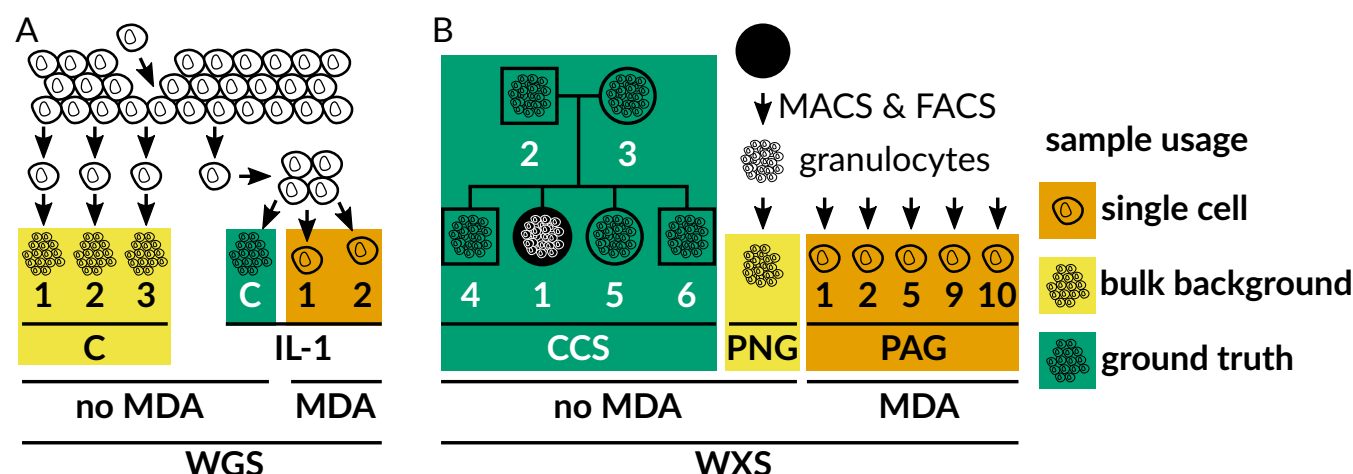 A
1 2 3 C 1 2
C IL-1
no MDA MDA
WGS
B
2 3
4 1 5 6
CCS
MACS & FACS
granulocytes
1 2 5 9 10
PNG PAG
no MDA MDA
WXS
sample usage
single cell
bulk background
ground truth